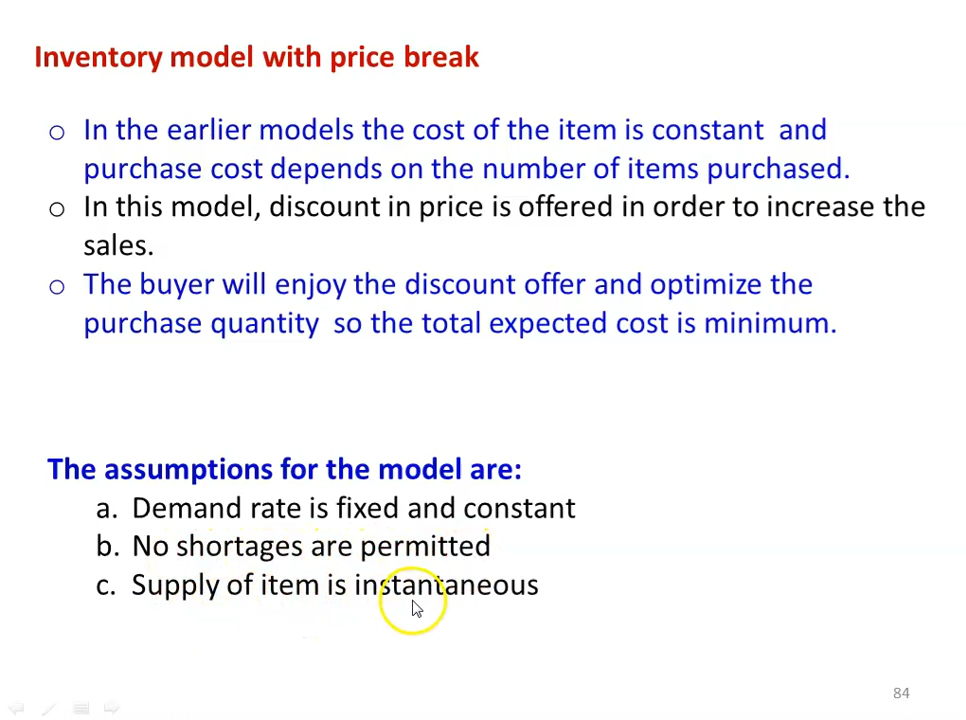 Inventory model with price break
o In the earlier models the cost of the item is constant and
purchase cost depends on the number of items purchased.
o In this model, discount in price is offered in order to increase the
sales.
o The buyer will enjoy the discount offer and optimize the
purchase quantity so the total expected cost is minimum.
The assumptions for the model are:
a. Demand rate is fixed and constant
b. No shortages are permitted
c. Supply of item is instantaneous
84